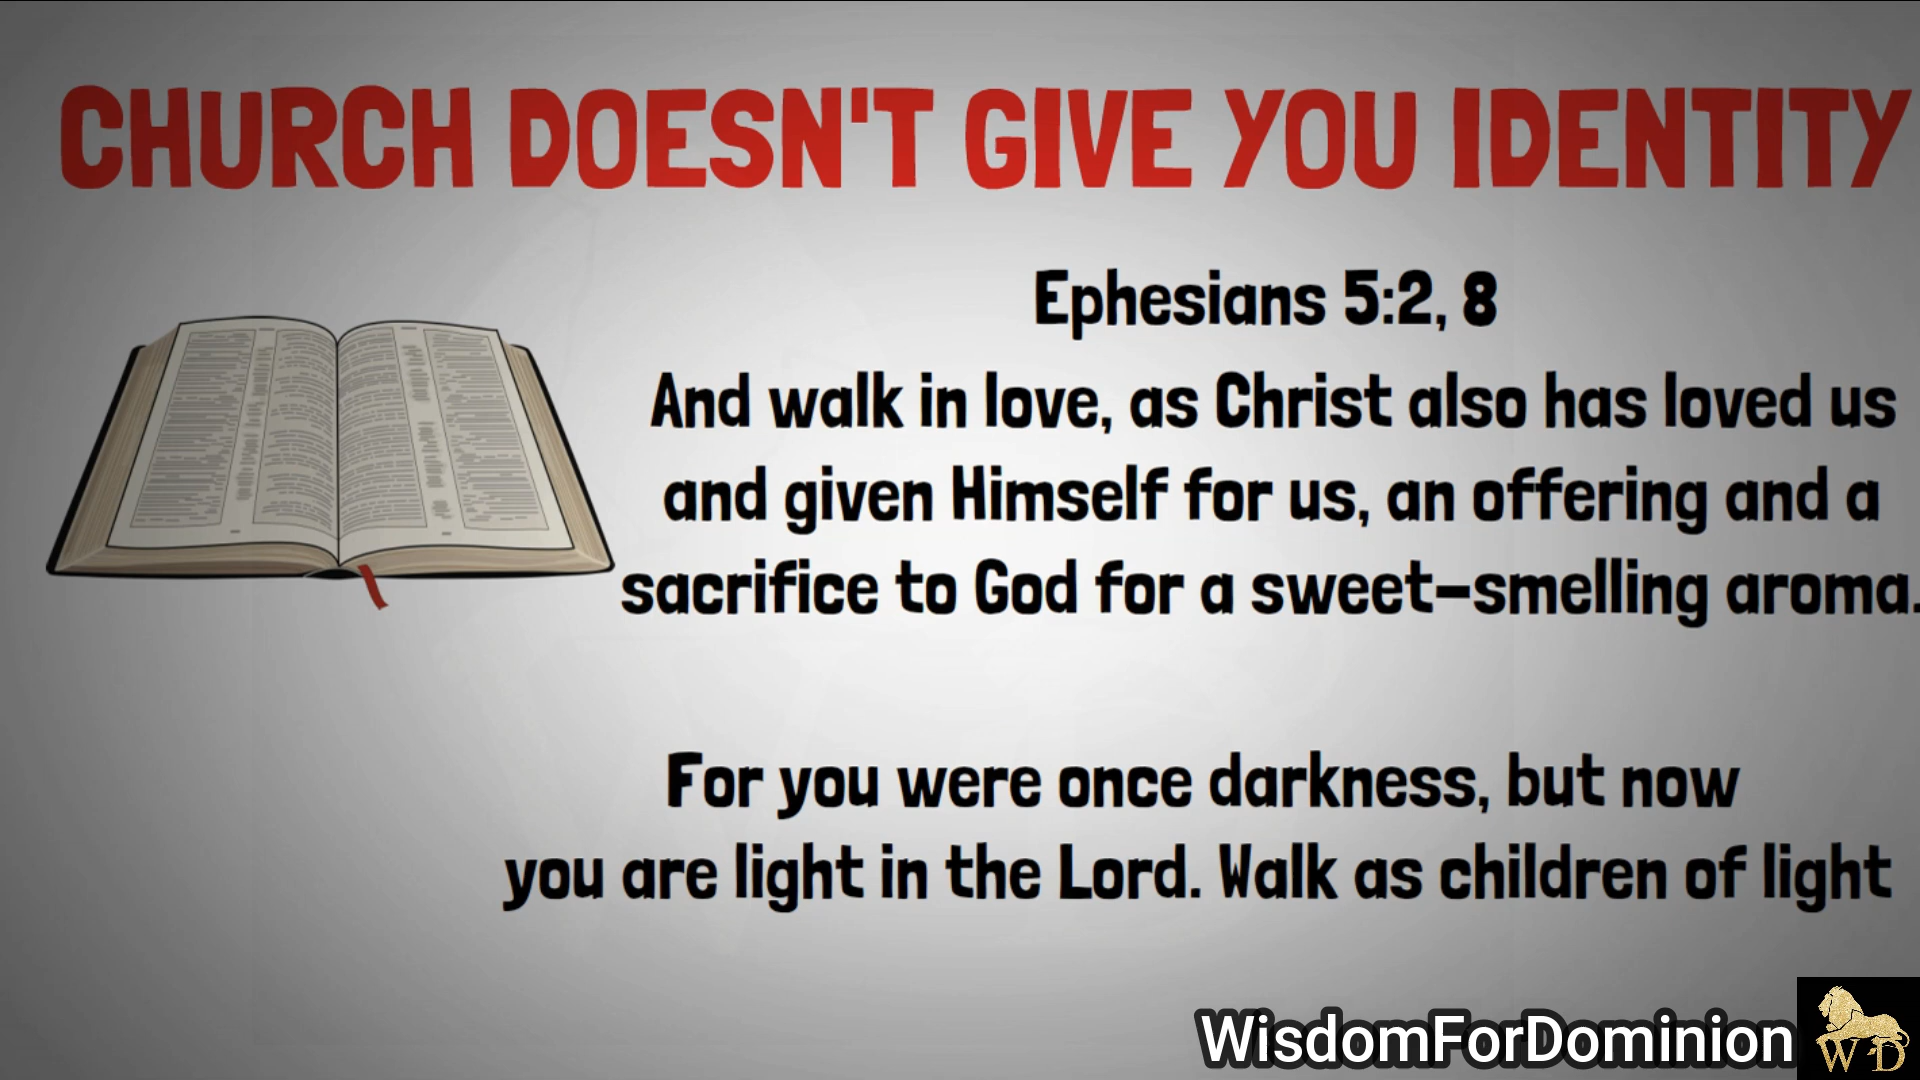 CHURCH DOESN'T GIVE YOU IDENTITY
Ephesians 5:2, 8
And walk in love, as Christ also has loved us
and given Himself for us, an offering and a
sacrifice to God for a sweet-smelling aroma.
For you were once darkness, but now
you are light in the Lord. Walk as children of light
WisdomForDominion
W D